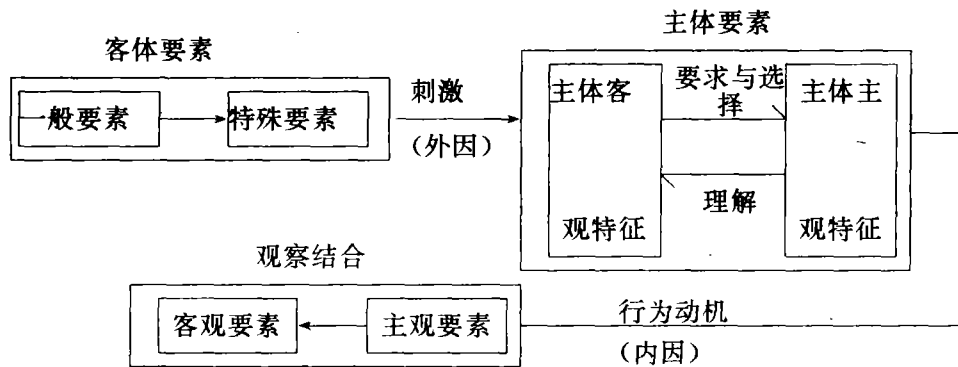 主体要素
客体要素
一般要素
特殊要素
刺激
（外因）
主体客
观特征
要求与选
择
理解
主体主
观特征
观察结合
客观要素
主观要素
行为动机
（内因）